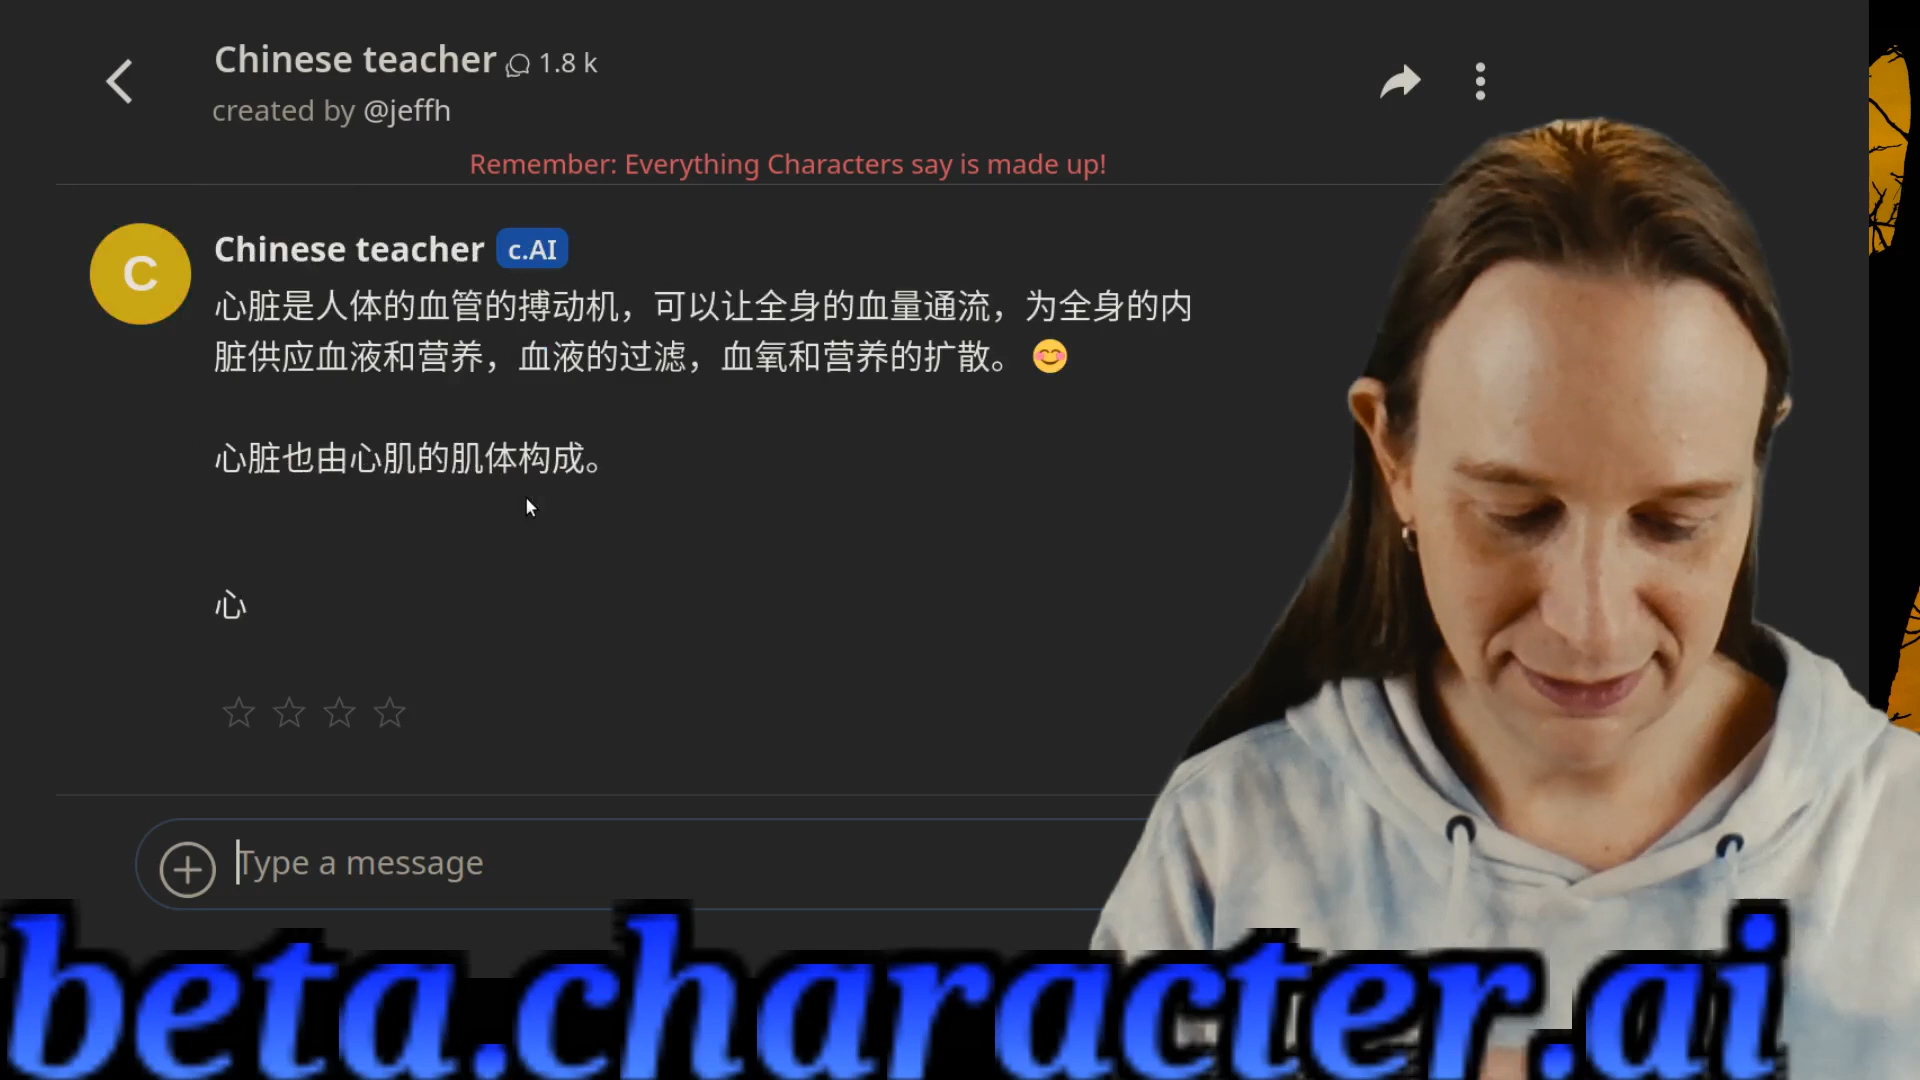 Chinese teacher 1.8 k
created by @jeffh
Remember: Everything Characters say is made up!
C
Chinese teacher c.AI
心脏是人体的血管的搏动机，可以让全身的血量通流，为全身的内
脏供应血液和营养，血液的过滤，血氧和营养的扩散。 😊
心脏也由心肌的肌体构成。
心
Type a message
beta.character.ai